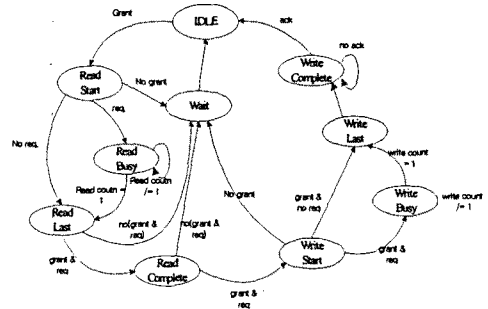 Grant
IDLE
ack
no ack
Read
Start
No grant
Write
Complete
Wait
req
Write
Last
No req
Read
Busy
write count
= 1
Read coutn =
1
Read coutn
/= 1
No grant
grant &
no req
Write
Busy
write count
/= 1
Read
Last
no(grant &
req)
no(grant &
req)
grant &
req
Read
Complete
Write
Start
grant &
req
grant &
req